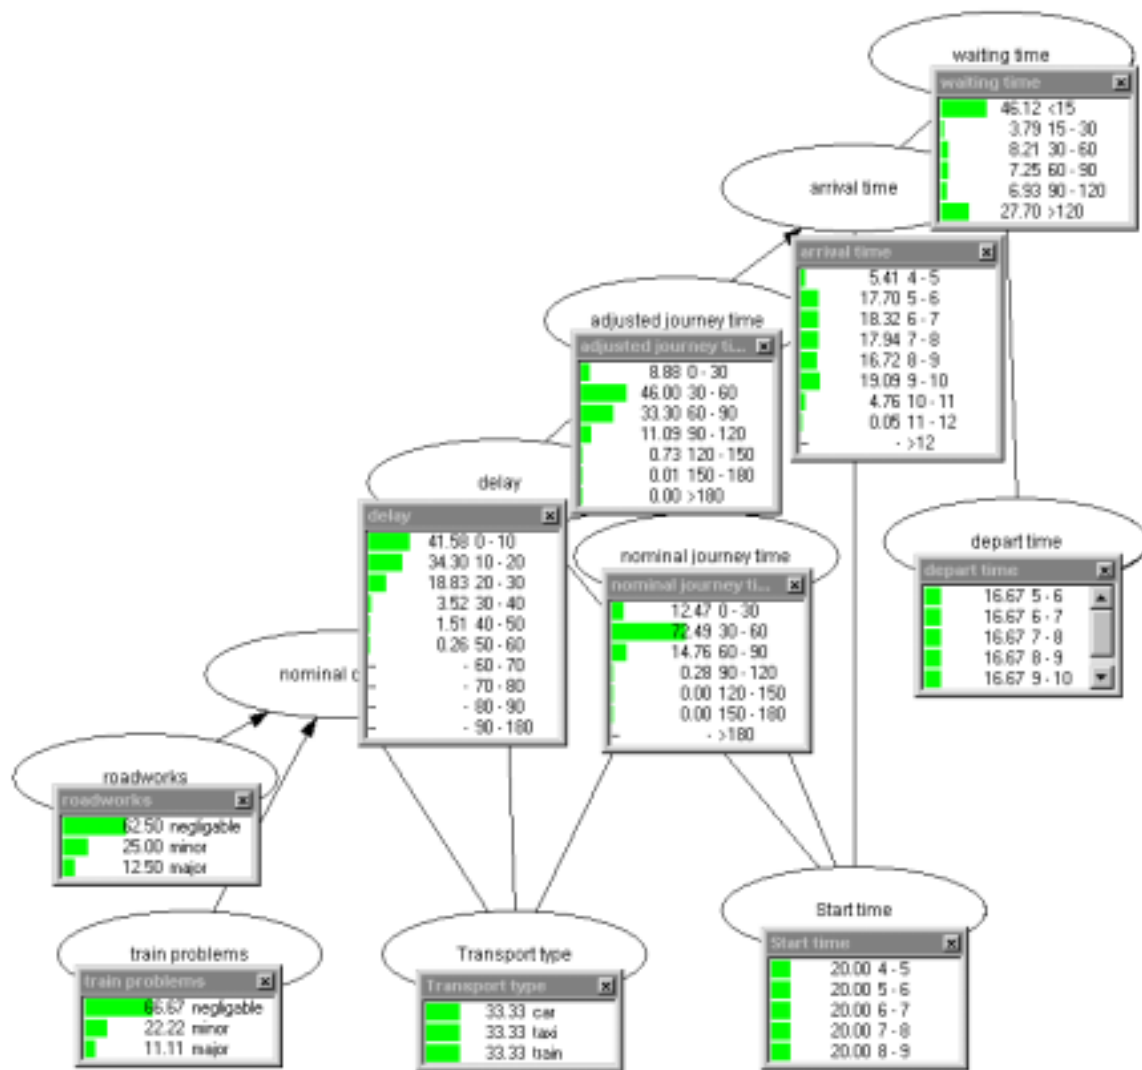 waiting time
waiting time
46.12 <15
3.79 15 - 30
8.21 30 - 60
7.25 60 - 90
6.93 90 - 120
27.70 >120
arrival time
arrival time
5.41 4 - 5
17.70 5 - 6
18.32 6 - 7
17.94 7 - 8
16.72 8 - 9
19.09 9 - 10
4.76 10 - 11
0.05 11 - 12
- >12
adjusted journey time
adjusted journey ti...
8.88 0 - 30
46.00 30 - 60
33.30 60 - 90
11.09 90 - 120
0.73 120 - 150
0.01 150 - 180
0.00 >180
delay
delay
41.58 0 - 10
34.30 10 - 20
18.83 20 - 30
3.52 30 - 40
1.51 40 - 50
0.26 50 - 60
- 60 - 70
- 70 - 80
- 80 - 90
- 90 - 180
nominal journey time
nominal journey ti...
12.47 0 - 30
72.49 30 - 60
14.76 60 - 90
0.28 90 - 120
0.00 120 - 150
0.00 150 - 180
- >180
depart time
depart time
16.67 5 - 6
16.67 6 - 7
16.67 7 - 8
16.67 8 - 9
16.67 9 - 10
nominal
roadworks
roadworks
62.50 negligable
25.00 minor
12.50 major
train problems
train problems
66.67 negligable
22.22 minor
11.11 major
Transport type
Transport type
33.33 car
33.33 taxi
33.33 train
Start time
Start time
20.00 4 - 5
20.00 5 - 6
20.00 6 - 7
20.00 7 - 8
20.00 8 - 9